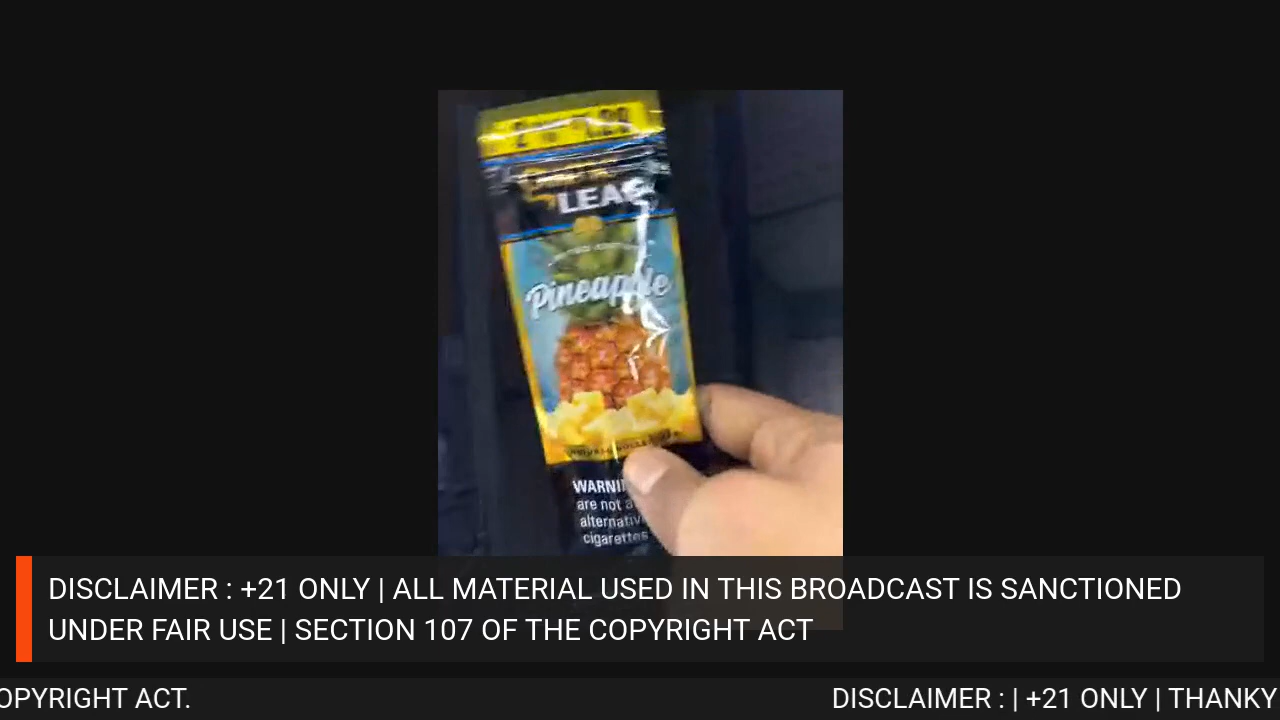 LEAF
Pineapple
WARNI
are not a
alternativ
cigarettes
DISCLAIMER : +21 ONLY | ALL MATERIAL USED IN THIS BROADCAST IS SANCTIONED
UNDER FAIR USE | SECTION 107 OF THE COPYRIGHT ACT
OPYRIGHT ACT.
DISCLAIMER : | +21 ONLY | THANKY